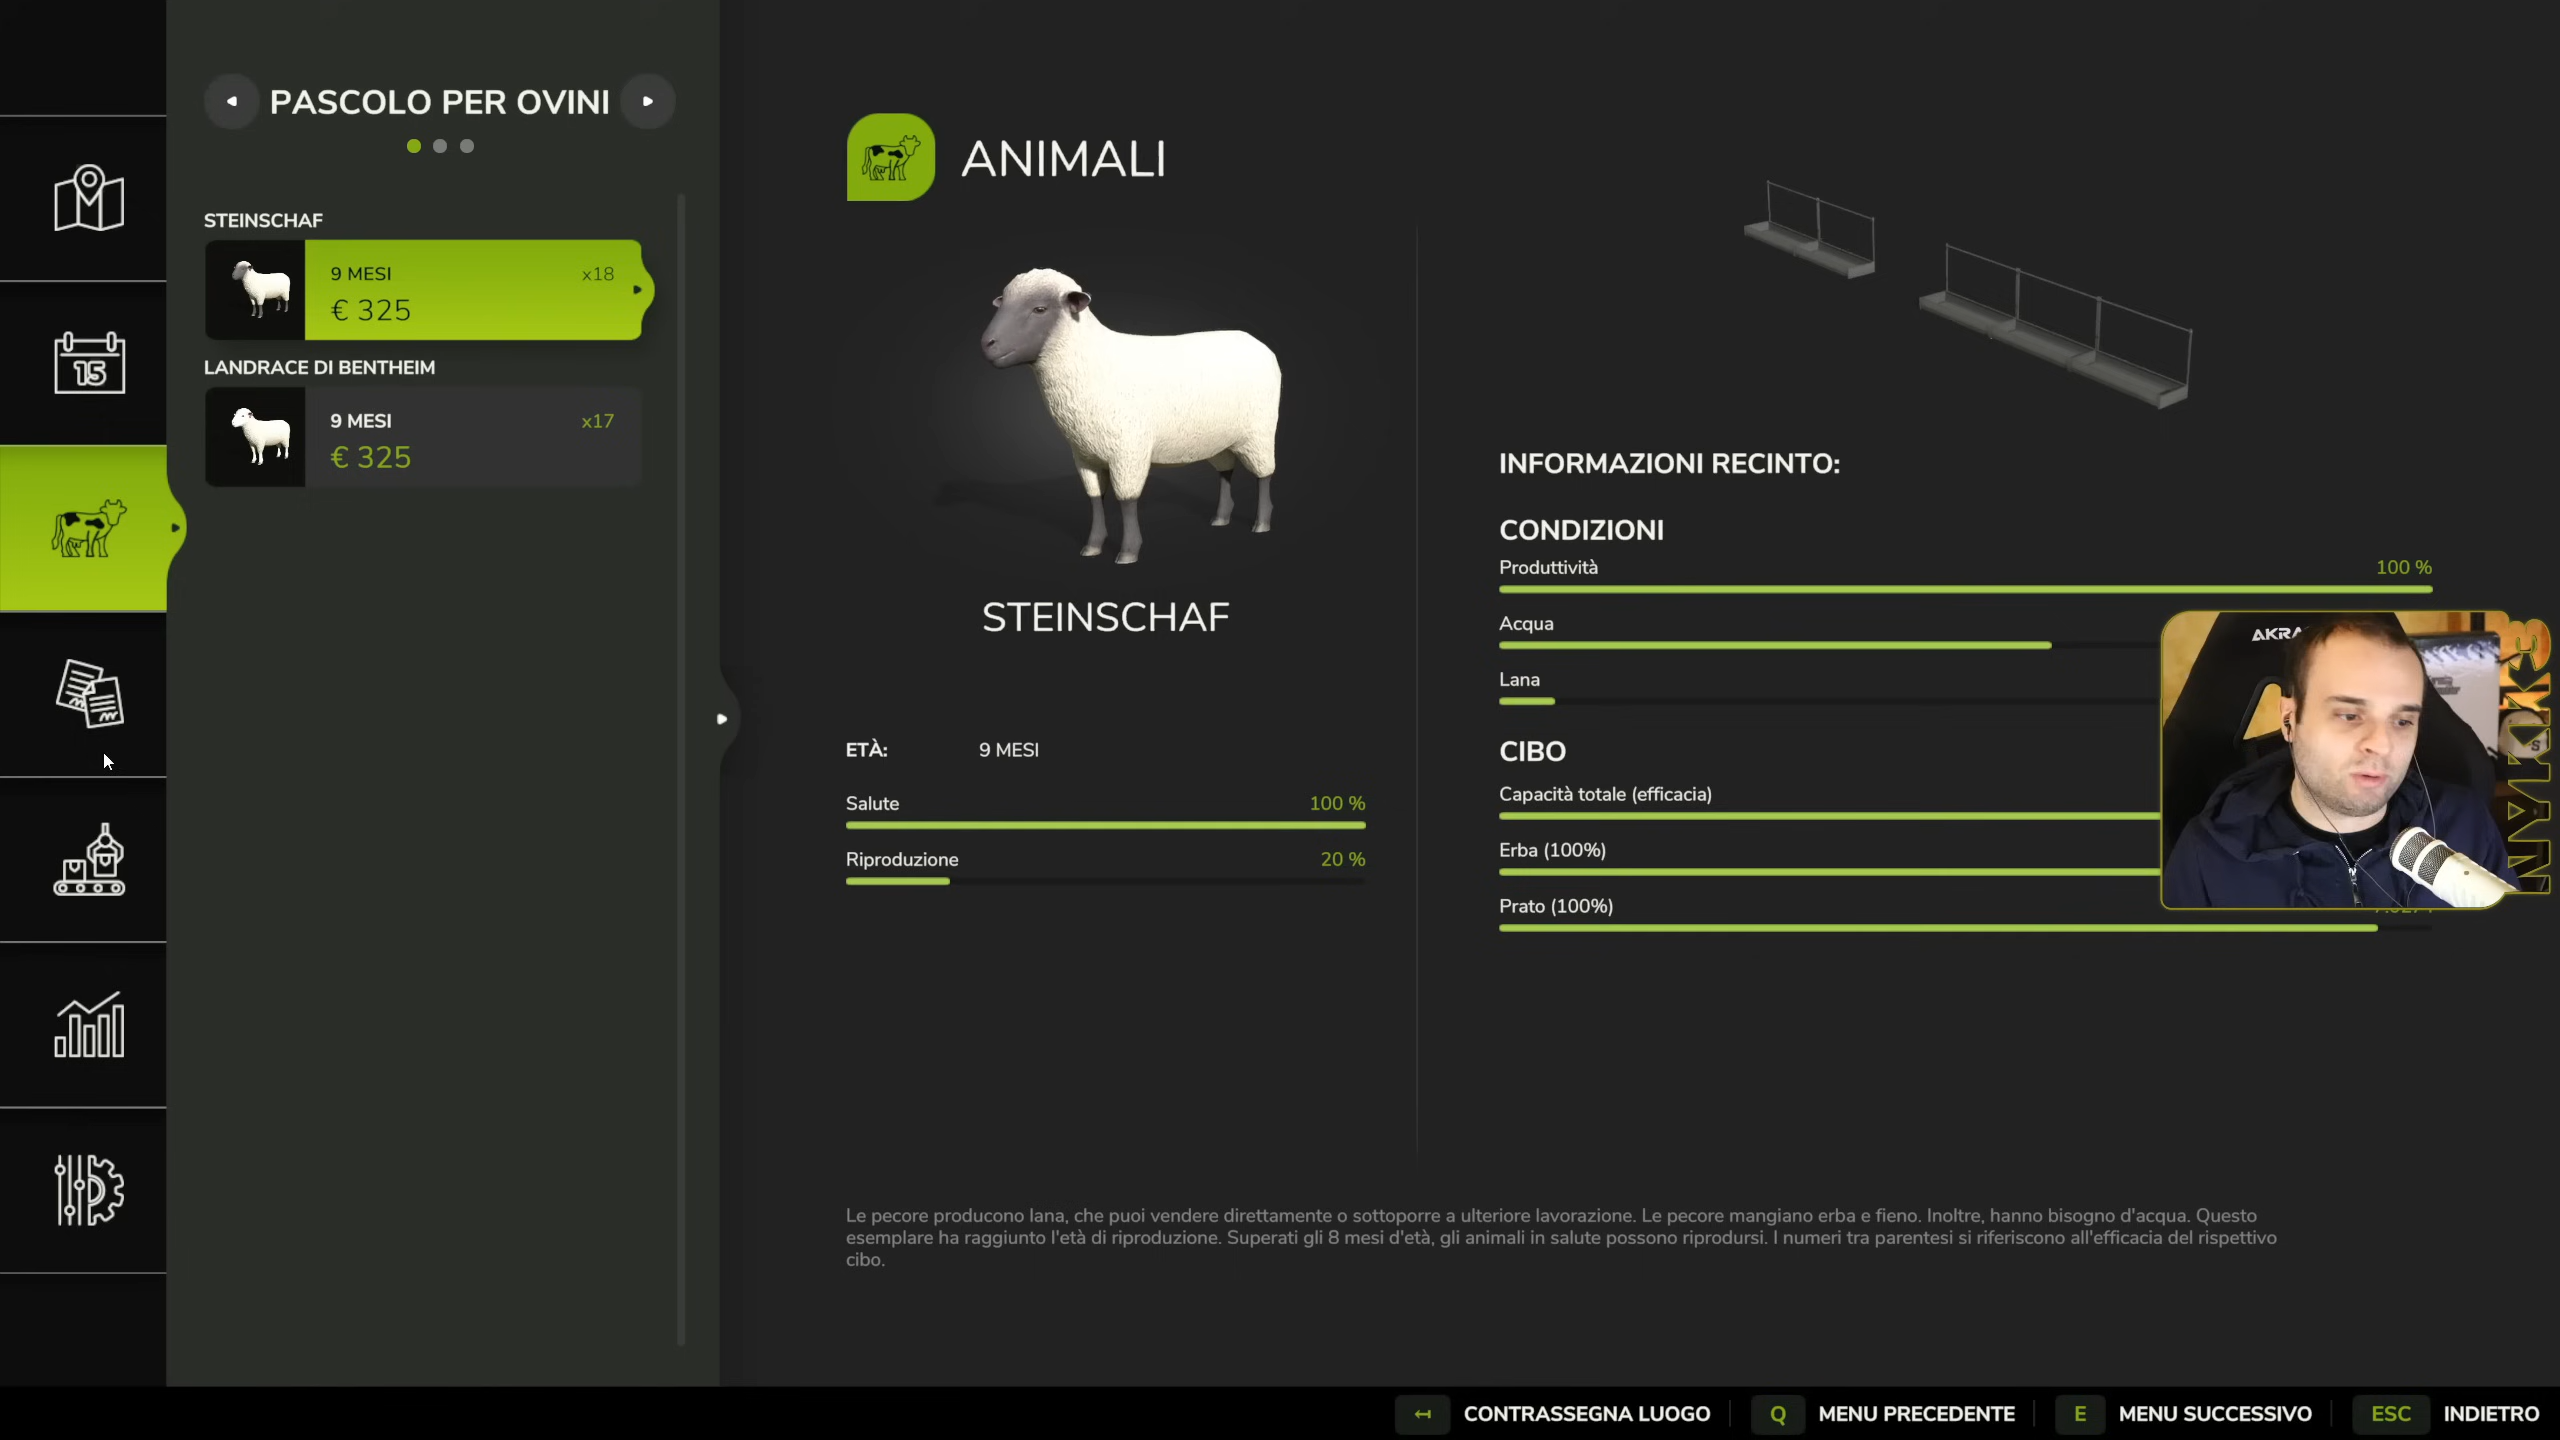 PASCOLO PER OVINI
STEINSCHAF
9 MESI x18
€ 325
LANDRACE DI BENTHEIM
9 MESI x17
€ 325
15
ANIMALI
STEINSCHAF
ETÀ: 9 MESI
Salute 100 %
Riproduzione 20 %
INFORMAZIONI RECINTO:
CONDIZIONI
Produttività 100 %
Acqua
Lana
CIBO
Capacità totale (efficacia)
Erba (100%)
Prato (100%)
Le pecore producono lana, che puoi vendere direttamente o sottoporre a ulteriore lavorazione. Le pecore mangiano erba e fieno. Inoltre, hanno bisogno d'acqua. Questo
esemplare ha raggiunto l'età di riproduzione. Superati gli 8 mesi d'età, gli animali in salute possono riprodursi. I numeri tra parentesi si riferiscono all'efficacia del rispettivo
cibo.
CONTRASSEGNA LUOGO
Q MENU PRECEDENTE
E MENU SUCCESSIVO
ESC INDIETRO